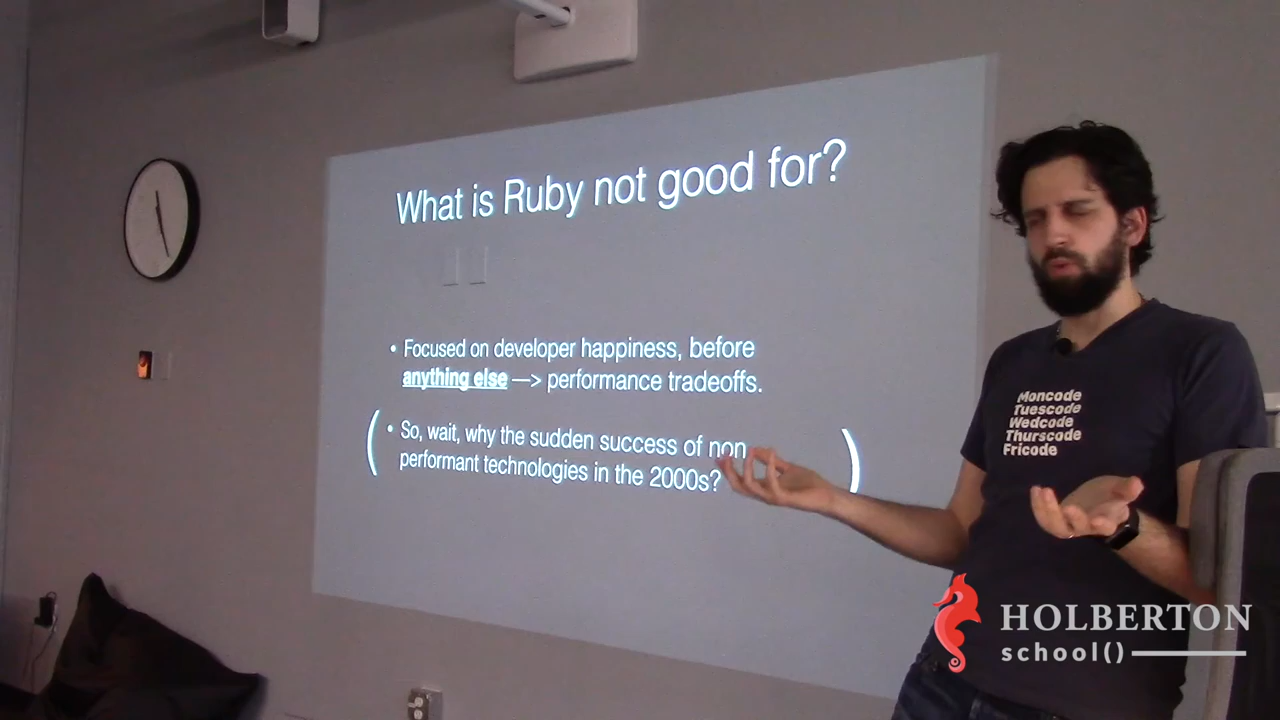 What is Ruby not good for?
• Focused on developer happiness, before
anything else —> performance tradeoffs.
( • So, wait, why the sudden success of non )
performant technologies in the 2000s?
Moncode
Tuescode
Wedcode
Thurscode
Fricode
HOLBERTON
school()